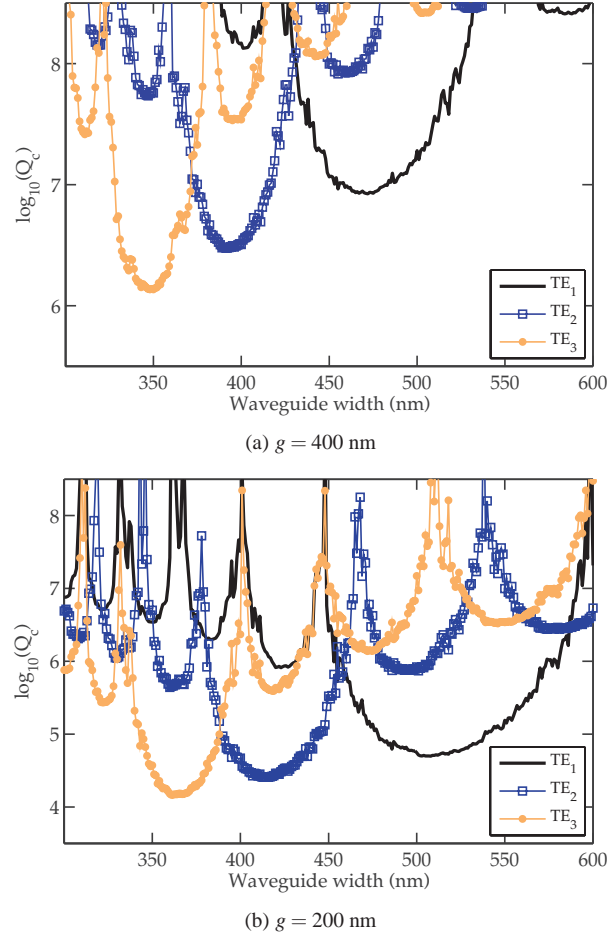 8
7
6
log10(Qc)
TE1
TE2
TE3
350 400 450 500 550 600
Waveguide width (nm)
(a) g = 400 nm
8
7
6
5
4
log10(Qc)
TE1
TE2
TE3
350 400 450 500 550 600
Waveguide width (nm)
(b) g = 200 nm